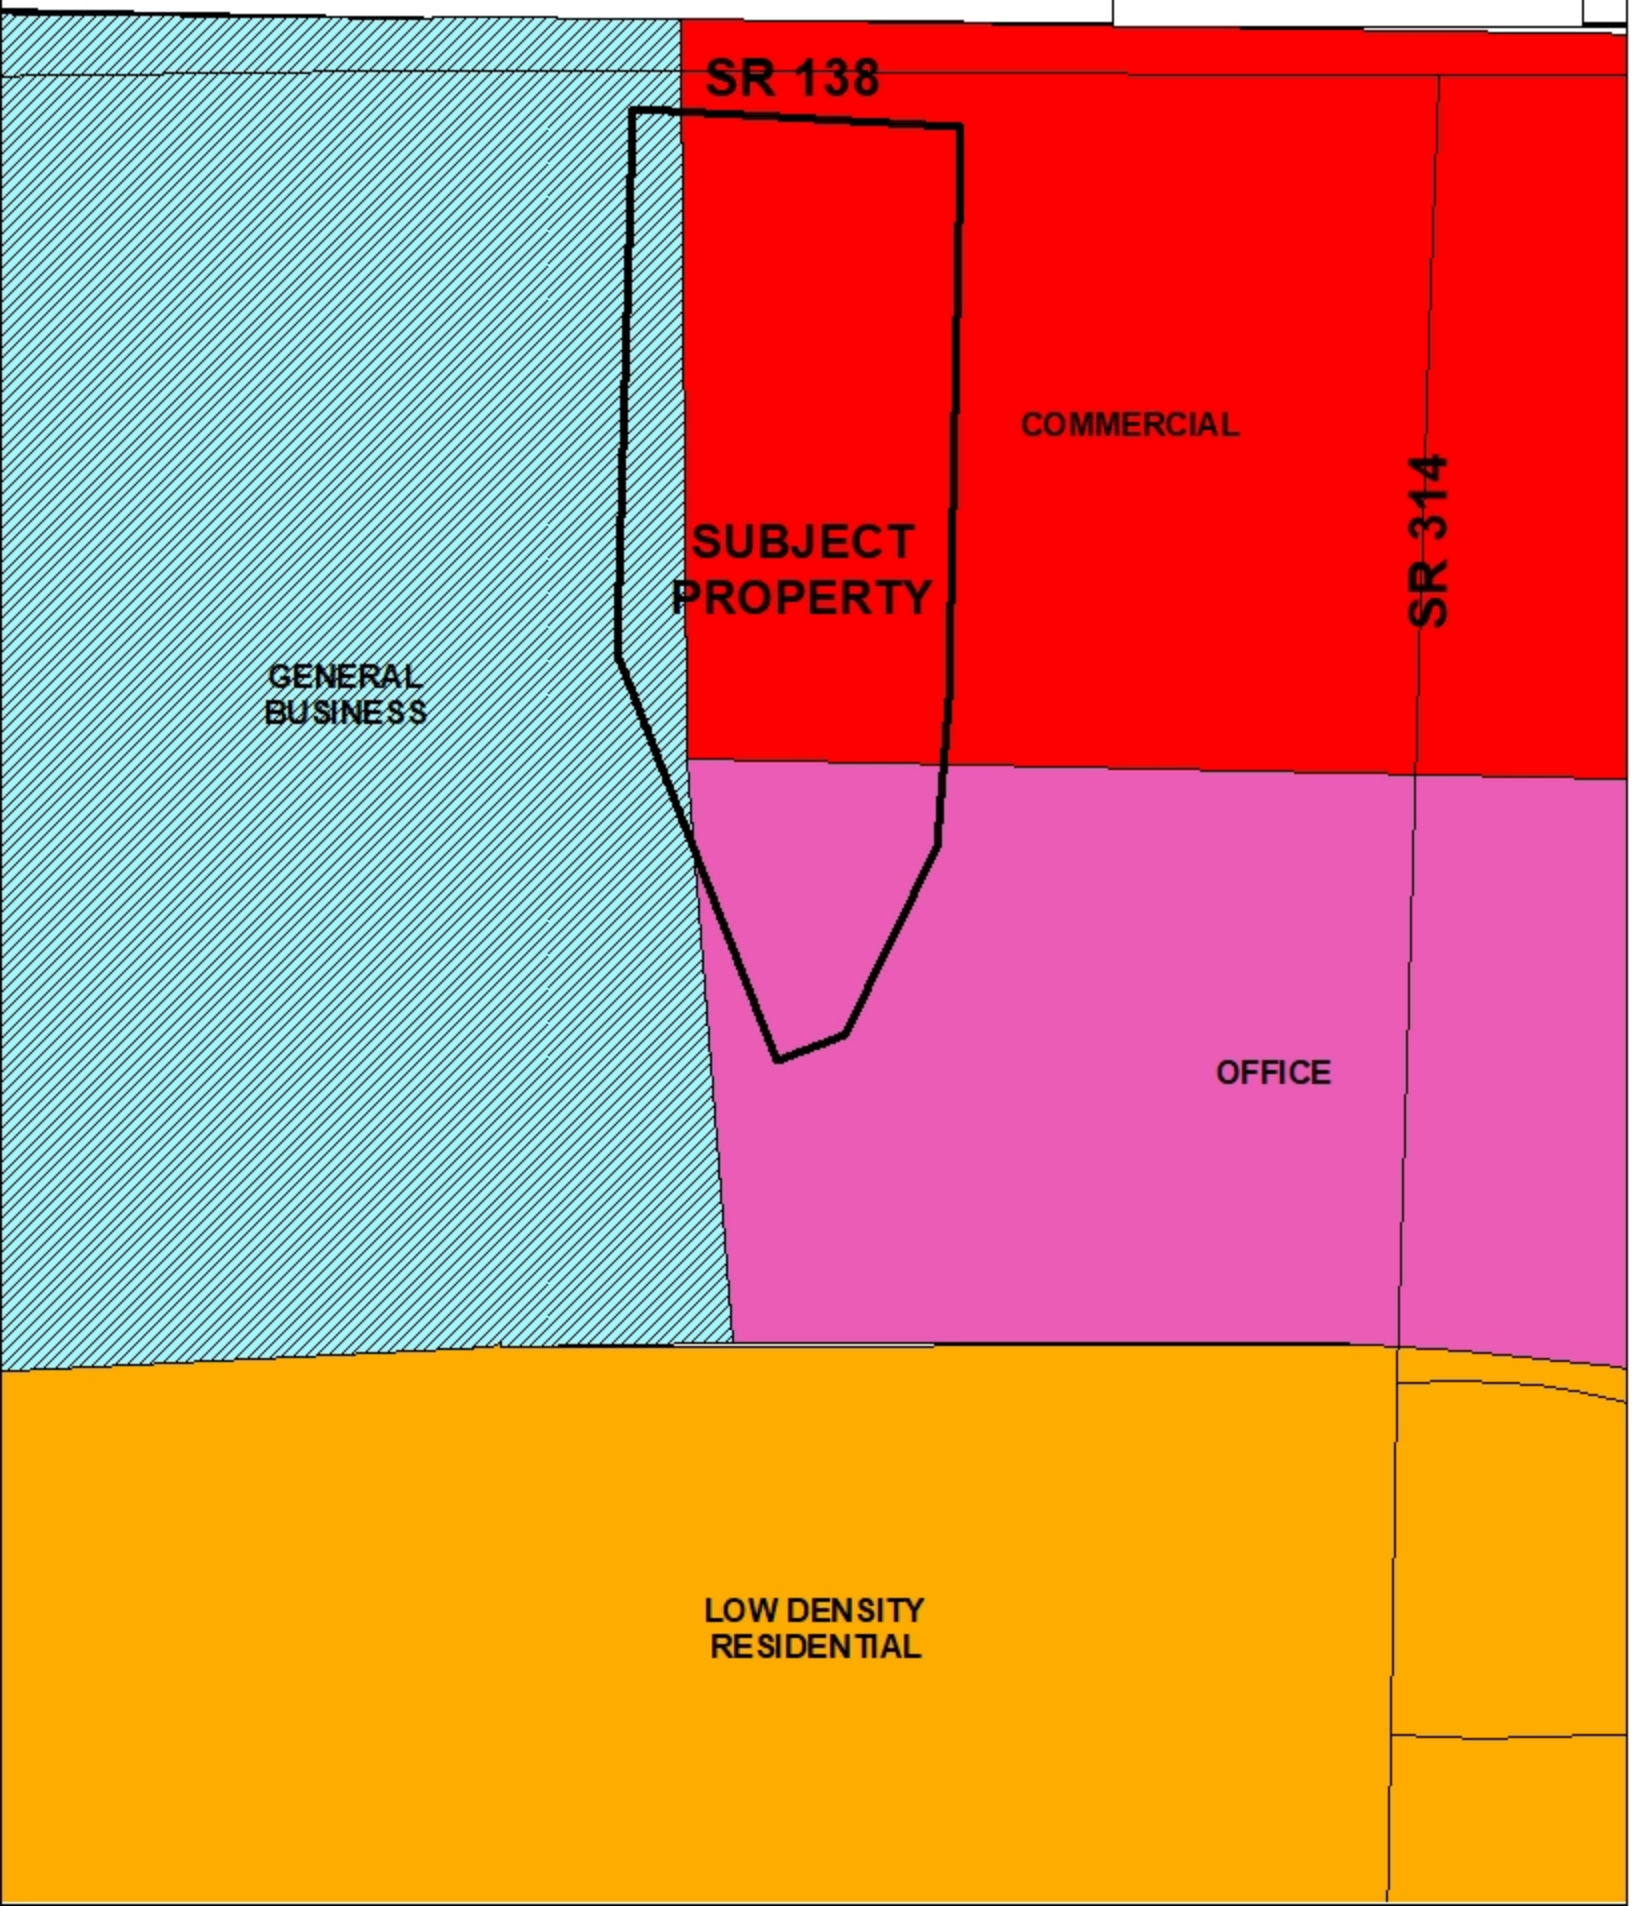 SR 138
COMMERCIAL
SR 314
SUBJECT
PROPERTY
GENERAL
BUSINESS
OFFICE
LOW DENSITY
RESIDENTIAL